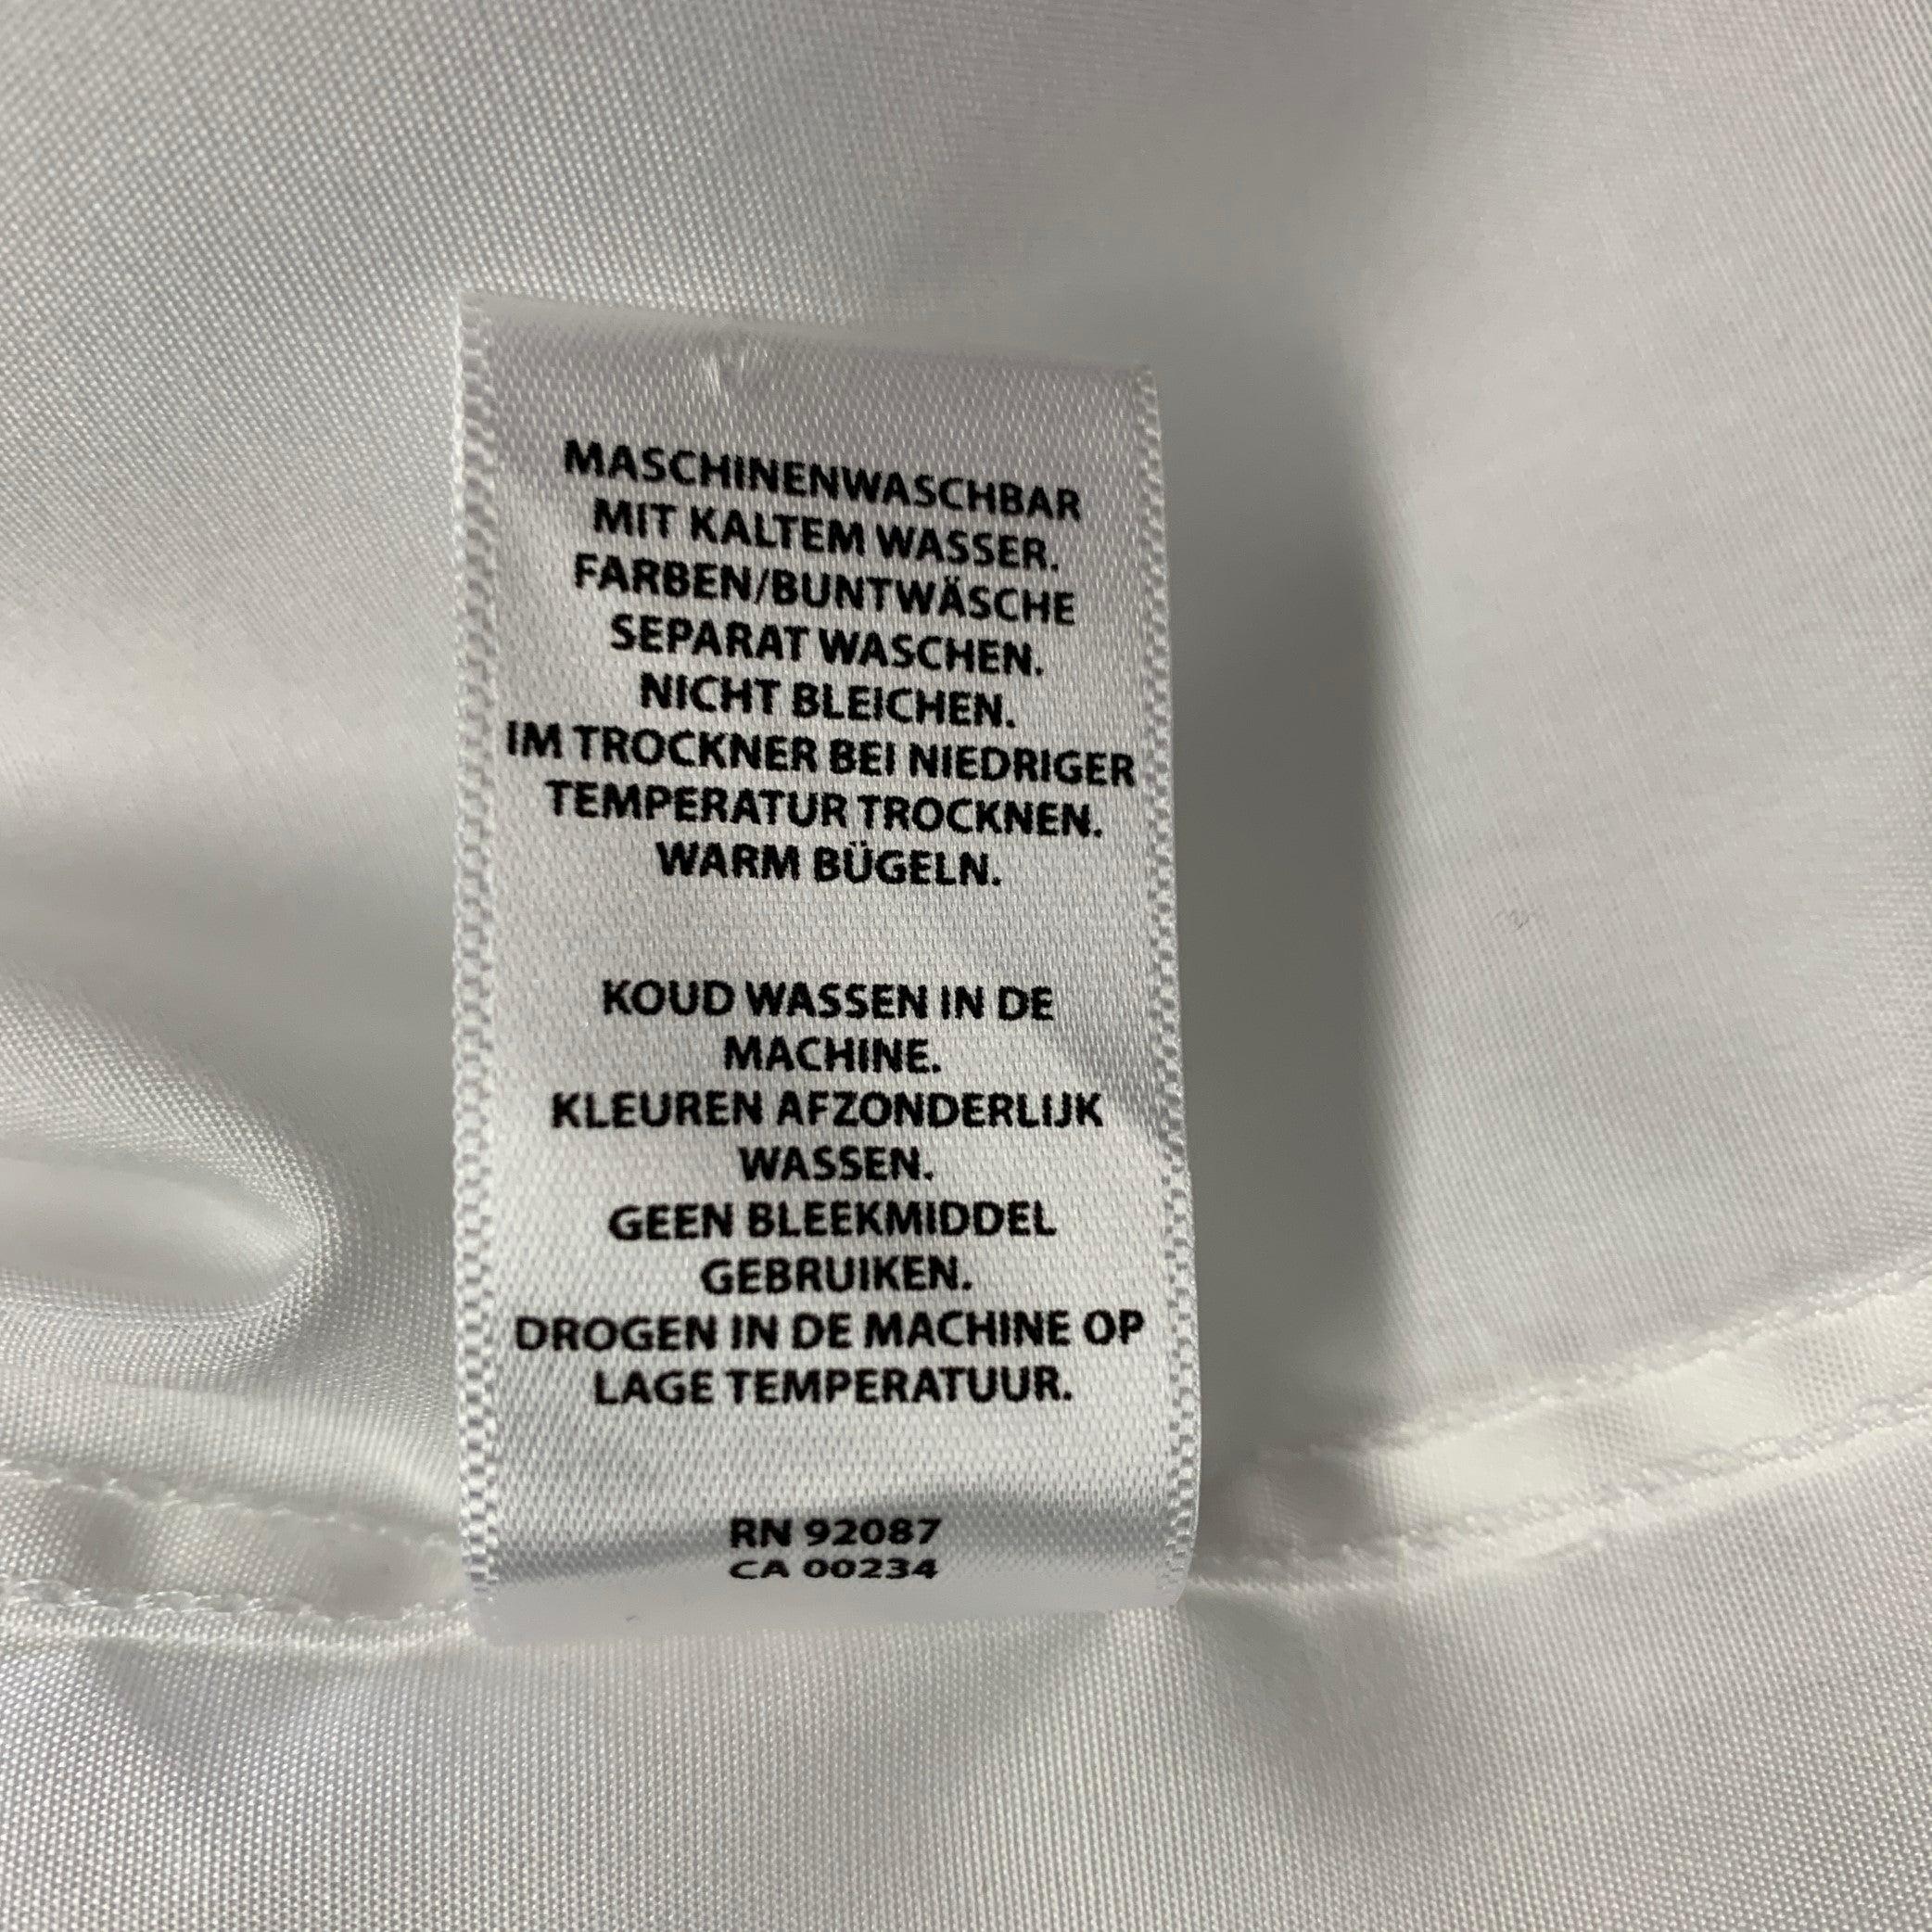 MASCHINENWASCHBAR
MIT KALTEM WASSER.
FARBEN/BUNTWÄSCHE
SEPARAT WASCHEN.
NICHT BLEICHEN.
IM TROCKNER BEI NIEDRIGER
TEMPERATUR TROCKNEN.
WARM BÜGELN.
KOUD WASSEN IN DE
MACHINE.
KLEUREN AFZONDERLIJK
WASSEN.
GEEN BLEEKMIDDEL
GEBRUIKEN.
DROGEN IN DE MACHINE OP
LAGE TEMPERATUUR.
RN 92087
CA 00234